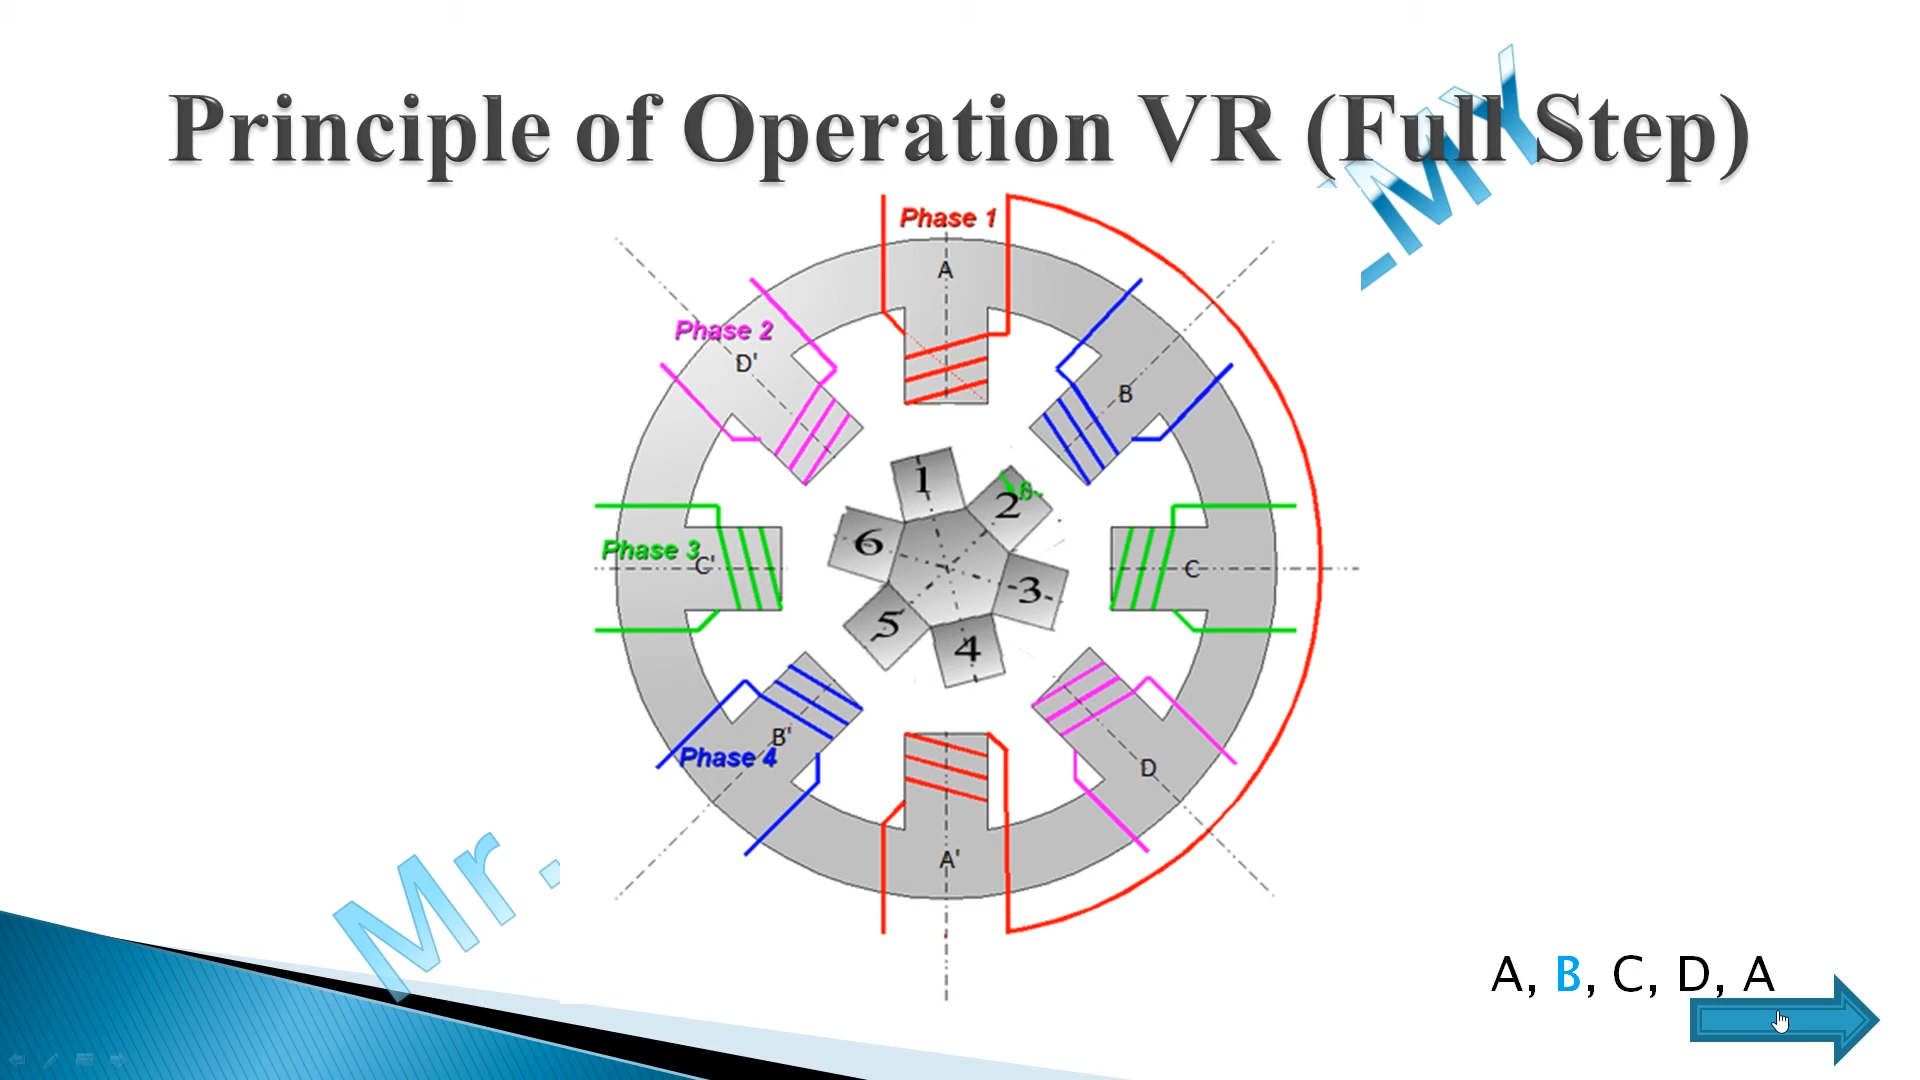 Principle of Operation VR (Full Step)
Phase 1
A
Phase 2
D'
B
1
2
6
3
5
4
Phase 3
C'
C
B'
Phase 4
D
A'
Mr.
A, B, C, D, A